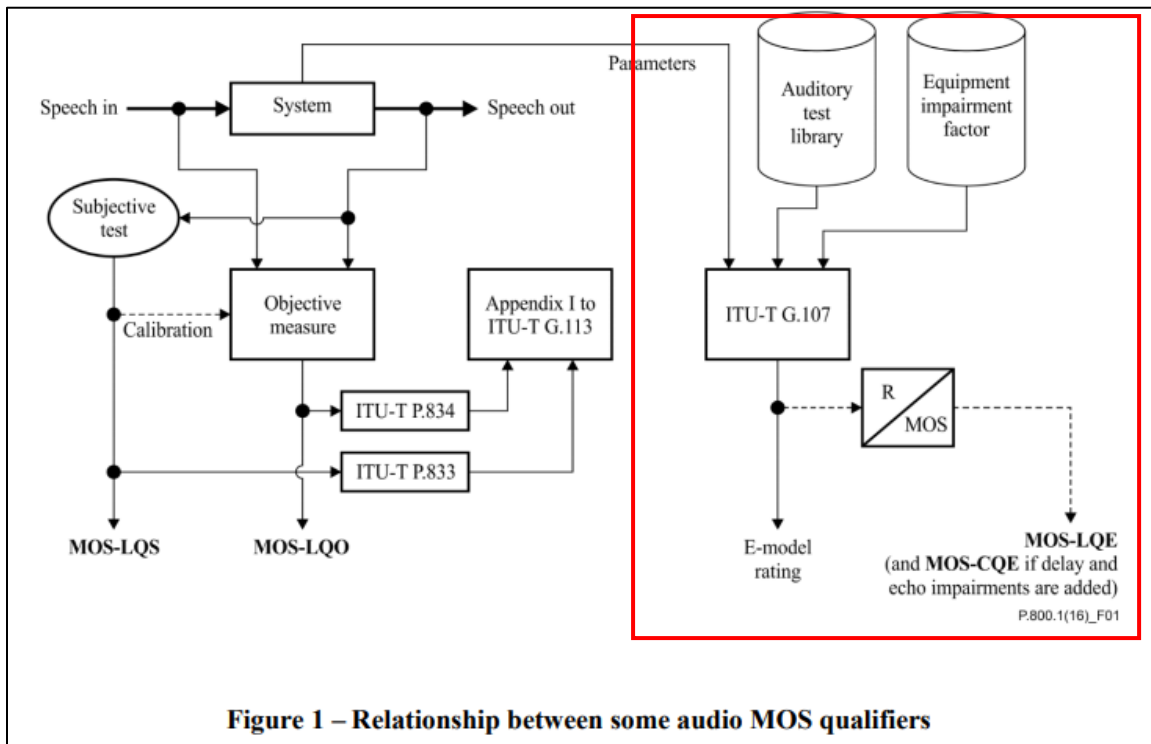 Parameters
Speech in
System
Speech out
Auditory
test
library
Equipment
impairment
factor
Subjective
test
Calibration
Objective
measure
Appendix I to
ITU-T G.113
ITU-T G.107
ITU-T P.834
ITU-T P.833
R
MOS
MOS-LQS
MOS-LQO
E-model
rating
MOS-LQE
(and MOS-CQE if delay and
echo impairments are added)
P.800.1(16)_F01
Figure 1 – Relationship between some audio MOS qualifiers